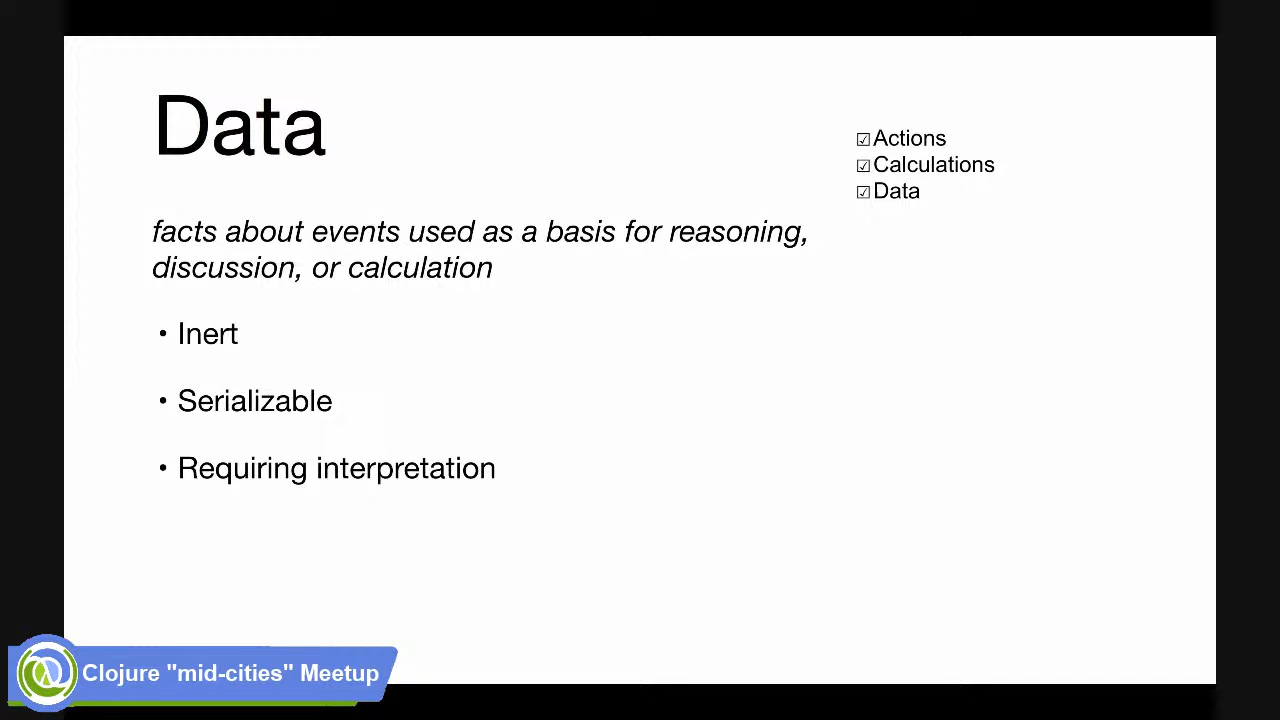 Data
☑Actions
☑Calculations
☑Data
facts about events used as a basis for reasoning,
discussion, or calculation
• Inert
• Serializable
• Requiring interpretation
Clojure "mid-cities" Meetup